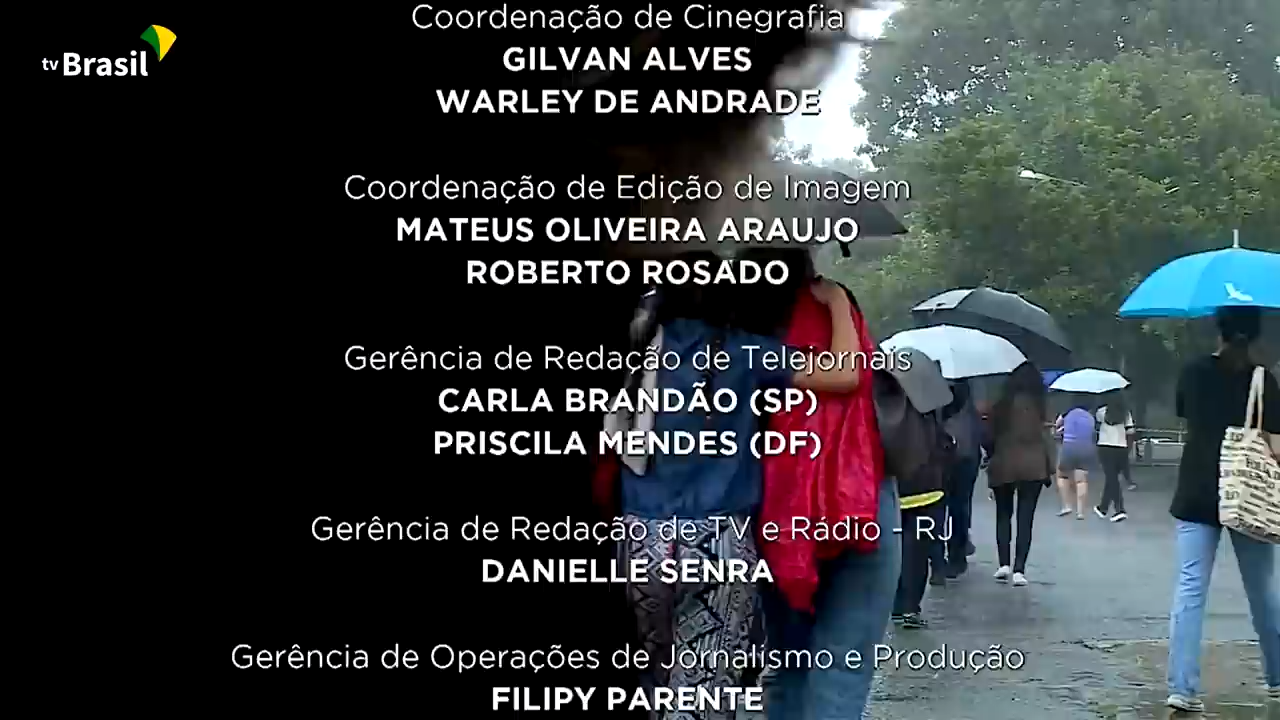 tv Brasil
Coordenação de Cinegrafia
GILVAN ALVES
WARLEY DE ANDRADE
Coordenação de Edição de Imagem
MATEUS OLIVEIRA ARAUJO
ROBERTO ROSADO
Gerência de Redação de Telejornais
CARLA BRANDÃO (SP)
PRISCILA MENDES (DF)
Gerência de Redação de TV e Rádio - RJ
DANIELLE SENRA
Gerência de Operações de Jornalismo e Produção
FILIPY PARENTE